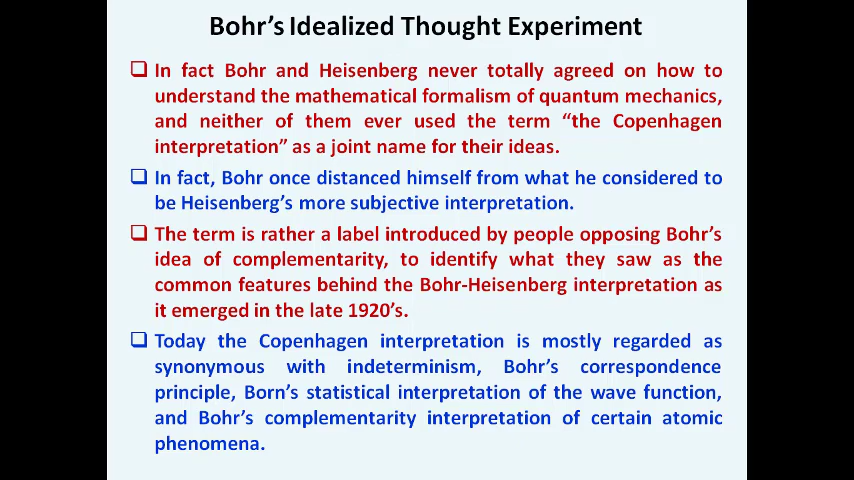 Bohr's Idealized Thought Experiment
In fact Bohr and Heisenberg never totally agreed on how to
understand the mathematical formalism of quantum mechanics,
and neither of them ever used the term “the Copenhagen
interpretation” as a joint name for their ideas.
In fact, Bohr once distanced himself from what he considered to
be Heisenberg's more subjective interpretation.
The term is rather a label introduced by people opposing Bohr's
idea of complementarity, to identify what they saw as the
common features behind the Bohr-Heisenberg interpretation as
it emerged in the late 1920's.
Today the Copenhagen interpretation is mostly regarded as
synonymous with indeterminism, Bohr's correspondence
principle, Born's statistical interpretation of the wave function,
and Bohr's complementarity interpretation of certain atomic
phenomena.